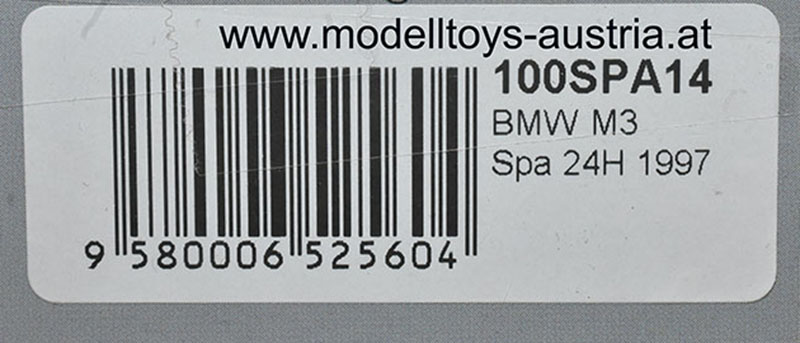 www.modelltoys-austria.at
100SPA14
BMW M3
Spa 24H 1997
9 580006 525604